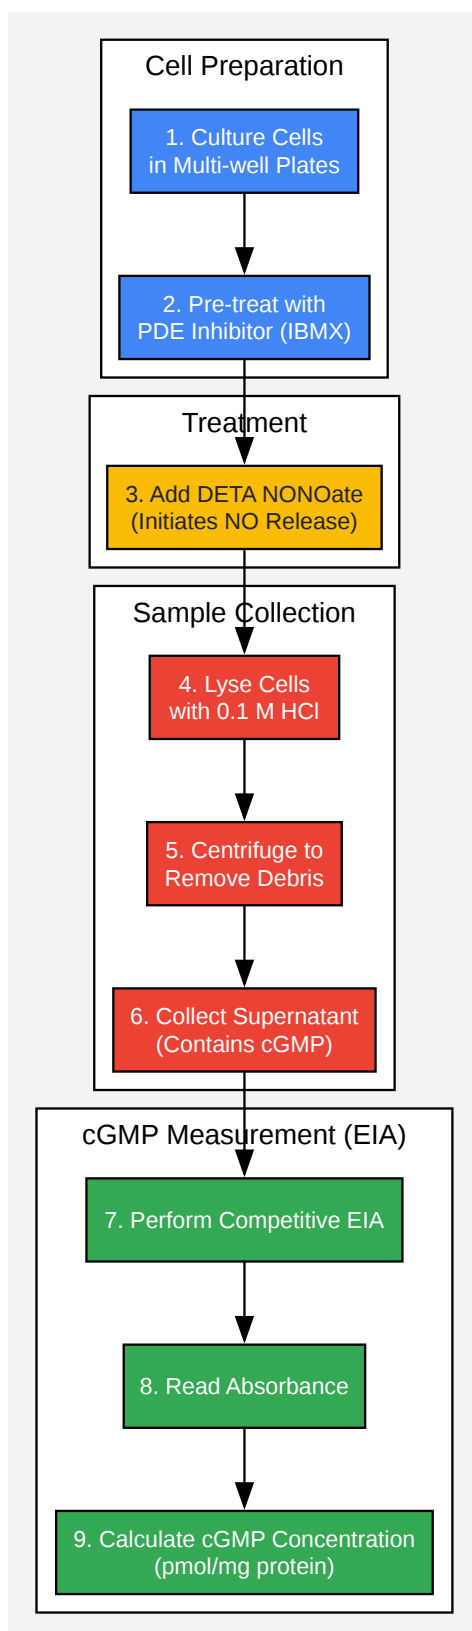 Cell Preparation
1. Culture Cells
in Multi-well Plates
2. Pre-treat with
PDE Inhibitor (IBMX)
Treatment
3. Add DETA NONOate
(Initiates NO Release)
Sample Collection
4. Lyse Cells
with 0.1 M HCl
5. Centrifuge to
Remove Debris
6. Collect Supernatant
(Contains cGMP)
cGMP Measurement (EIA)
7. Perform Competitive EIA
8. Read Absorbance
9. Calculate cGMP Concentration
(pmol/mg protein)